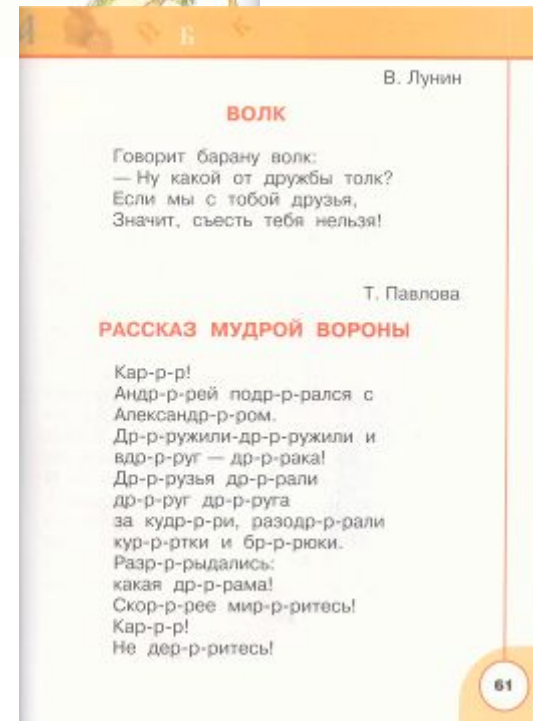 Й П Б К
В. Лунин
ВОЛК
Говорит барану волк:
— Ну какой от дружбы толк?
Если мы с тобой друзья,
Значит, съесть тебя нельзя!
Т. Павлова
РАССКАЗ МУДРОЙ ВОРОНЫ
Кар-р-р!
Андр-р-рей подр-р-рался с
Александр-р-ром.
Др-р-ружили-др-р-ружили и
вдр-р-руг — др-р-рака!
Др-р-рузья др-р-рали
др-р-руг др-р-руга
за кудр-р-ри, разодр-р-рали
кур-р-ртки и бр-р-рюки.
Разр-р-рыдались:
какая др-р-рама!
Скор-р-рее мир-р-ритесь!
Кар-р-р!
Не дер-р-ритесь!
61